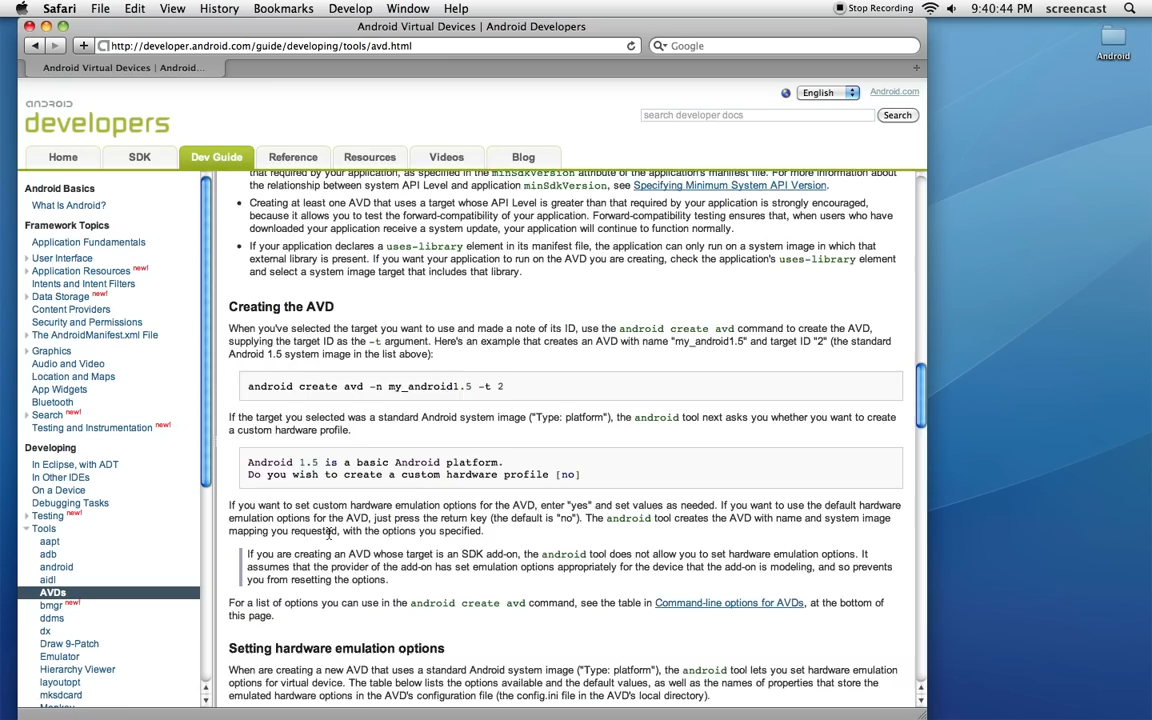 Safari File Edit View History Bookmarks Develop Window Help Stop Recording 9:40:44 PM screencast
Android Virtual Devices | Android Developers
http://developer.android.com/guide/developing/tools/avd.html Google
Android Virtual Devices | Android...
Android
English Android.com
android
developers
search developer docs Search
Home SDK Dev Guide Reference Resources Videos Blog
Android Basics
What Is Android?
Framework Topics
Application Fundamentals
User Interface
Application Resources new!
Intents and Intent Filters
Data Storage new!
Content Providers
Security and Permissions
The AndroidManifest.xml File
Graphics
Audio and Video
Location and Maps
App Widgets
Bluetooth
Search new!
Testing and Instrumentation new!
Developing
In Eclipse, with ADT
In Other IDEs
On a Device
Debugging Tasks
Testing new!
Tools
aapt
adb
android
aidl
AVDs
bmgr new!
ddms
dx
Draw 9-Patch
Emulator
Hierarchy Viewer
layoutopt
mksdcard
Monkey
that required by your application, as specified in the minSdkVersion attribute of the application's manifest file. For more information about
the relationship between system API Level and application minSdkVersion, see Specifying Minimum System API Version.
Creating at least one AVD that uses a target whose API Level is greater than that required by your application is strongly encouraged,
because it allows you to test the forward-compatibility of your application. Forward-compatibility testing ensures that, when users who have
downloaded your application receive a system update, your application will continue to function normally.
If your application declares a uses-library element in its manifest file, the application can only run on a system image in which that
external library is present. If you want your application to run on the AVD you are creating, check the application's uses-library element
and select a system image target that includes that library.
Creating the AVD
When you've selected the target you want to use and made a note of its ID, use the android create avd command to create the AVD,
supplying the target ID as the -t argument. Here's an example that creates an AVD with name "my_android1.5" and target ID "2" (the standard
Android 1.5 system image in the list above):
android create avd -n my_android1.5 -t 2
If the target you selected was a standard Android system image ("Type: platform"), the android tool next asks you whether you want to create
a custom hardware profile.
Android 1.5 is a basic Android platform.
Do you wish to create a custom hardware profile [no]
If you want to set custom hardware emulation options for the AVD, enter "yes" and set values as needed. If you want to use the default hardware
emulation options for the AVD, just press the return key (the default is "no"). The android tool creates the AVD with name and system image
mapping you requested, with the options you specified.
If you are creating an AVD whose target is an SDK add-on, the android tool does not allow you to set hardware emulation options. It
assumes that the provider of the add-on has set emulation options appropriately for the device that the add-on is modeling, and so prevents
you from resetting the options.
For a list of options you can use in the android create avd command, see the table in Command-line options for AVDs, at the bottom of
this page.
Setting hardware emulation options
When are creating a new AVD that uses a standard Android system image ("Type: platform"), the android tool lets you set hardware emulation
options for virtual device. The table below lists the options available and the default values, as well as the names of properties that store the
emulated hardware options in the AVD's configuration file (the config.ini file in the AVD's local directory).